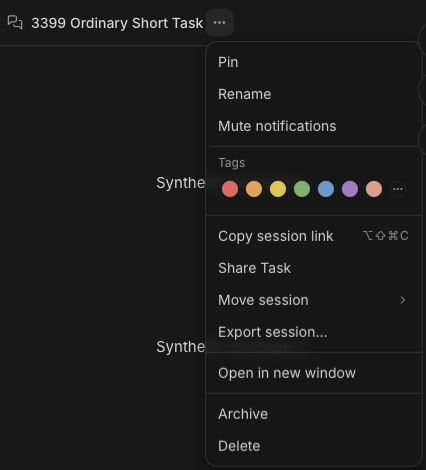 3399 Ordinary Short Task
Pin
Rename
Mute notifications
Tags
Synthe
Copy session link ⌥⇧⌘C
Share Task
Move session
Export session...
Synthe
Open in new window
Archive
Delete